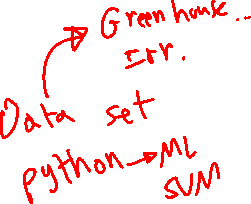 Green house..
Irr.
Data set
python → ML
SVM